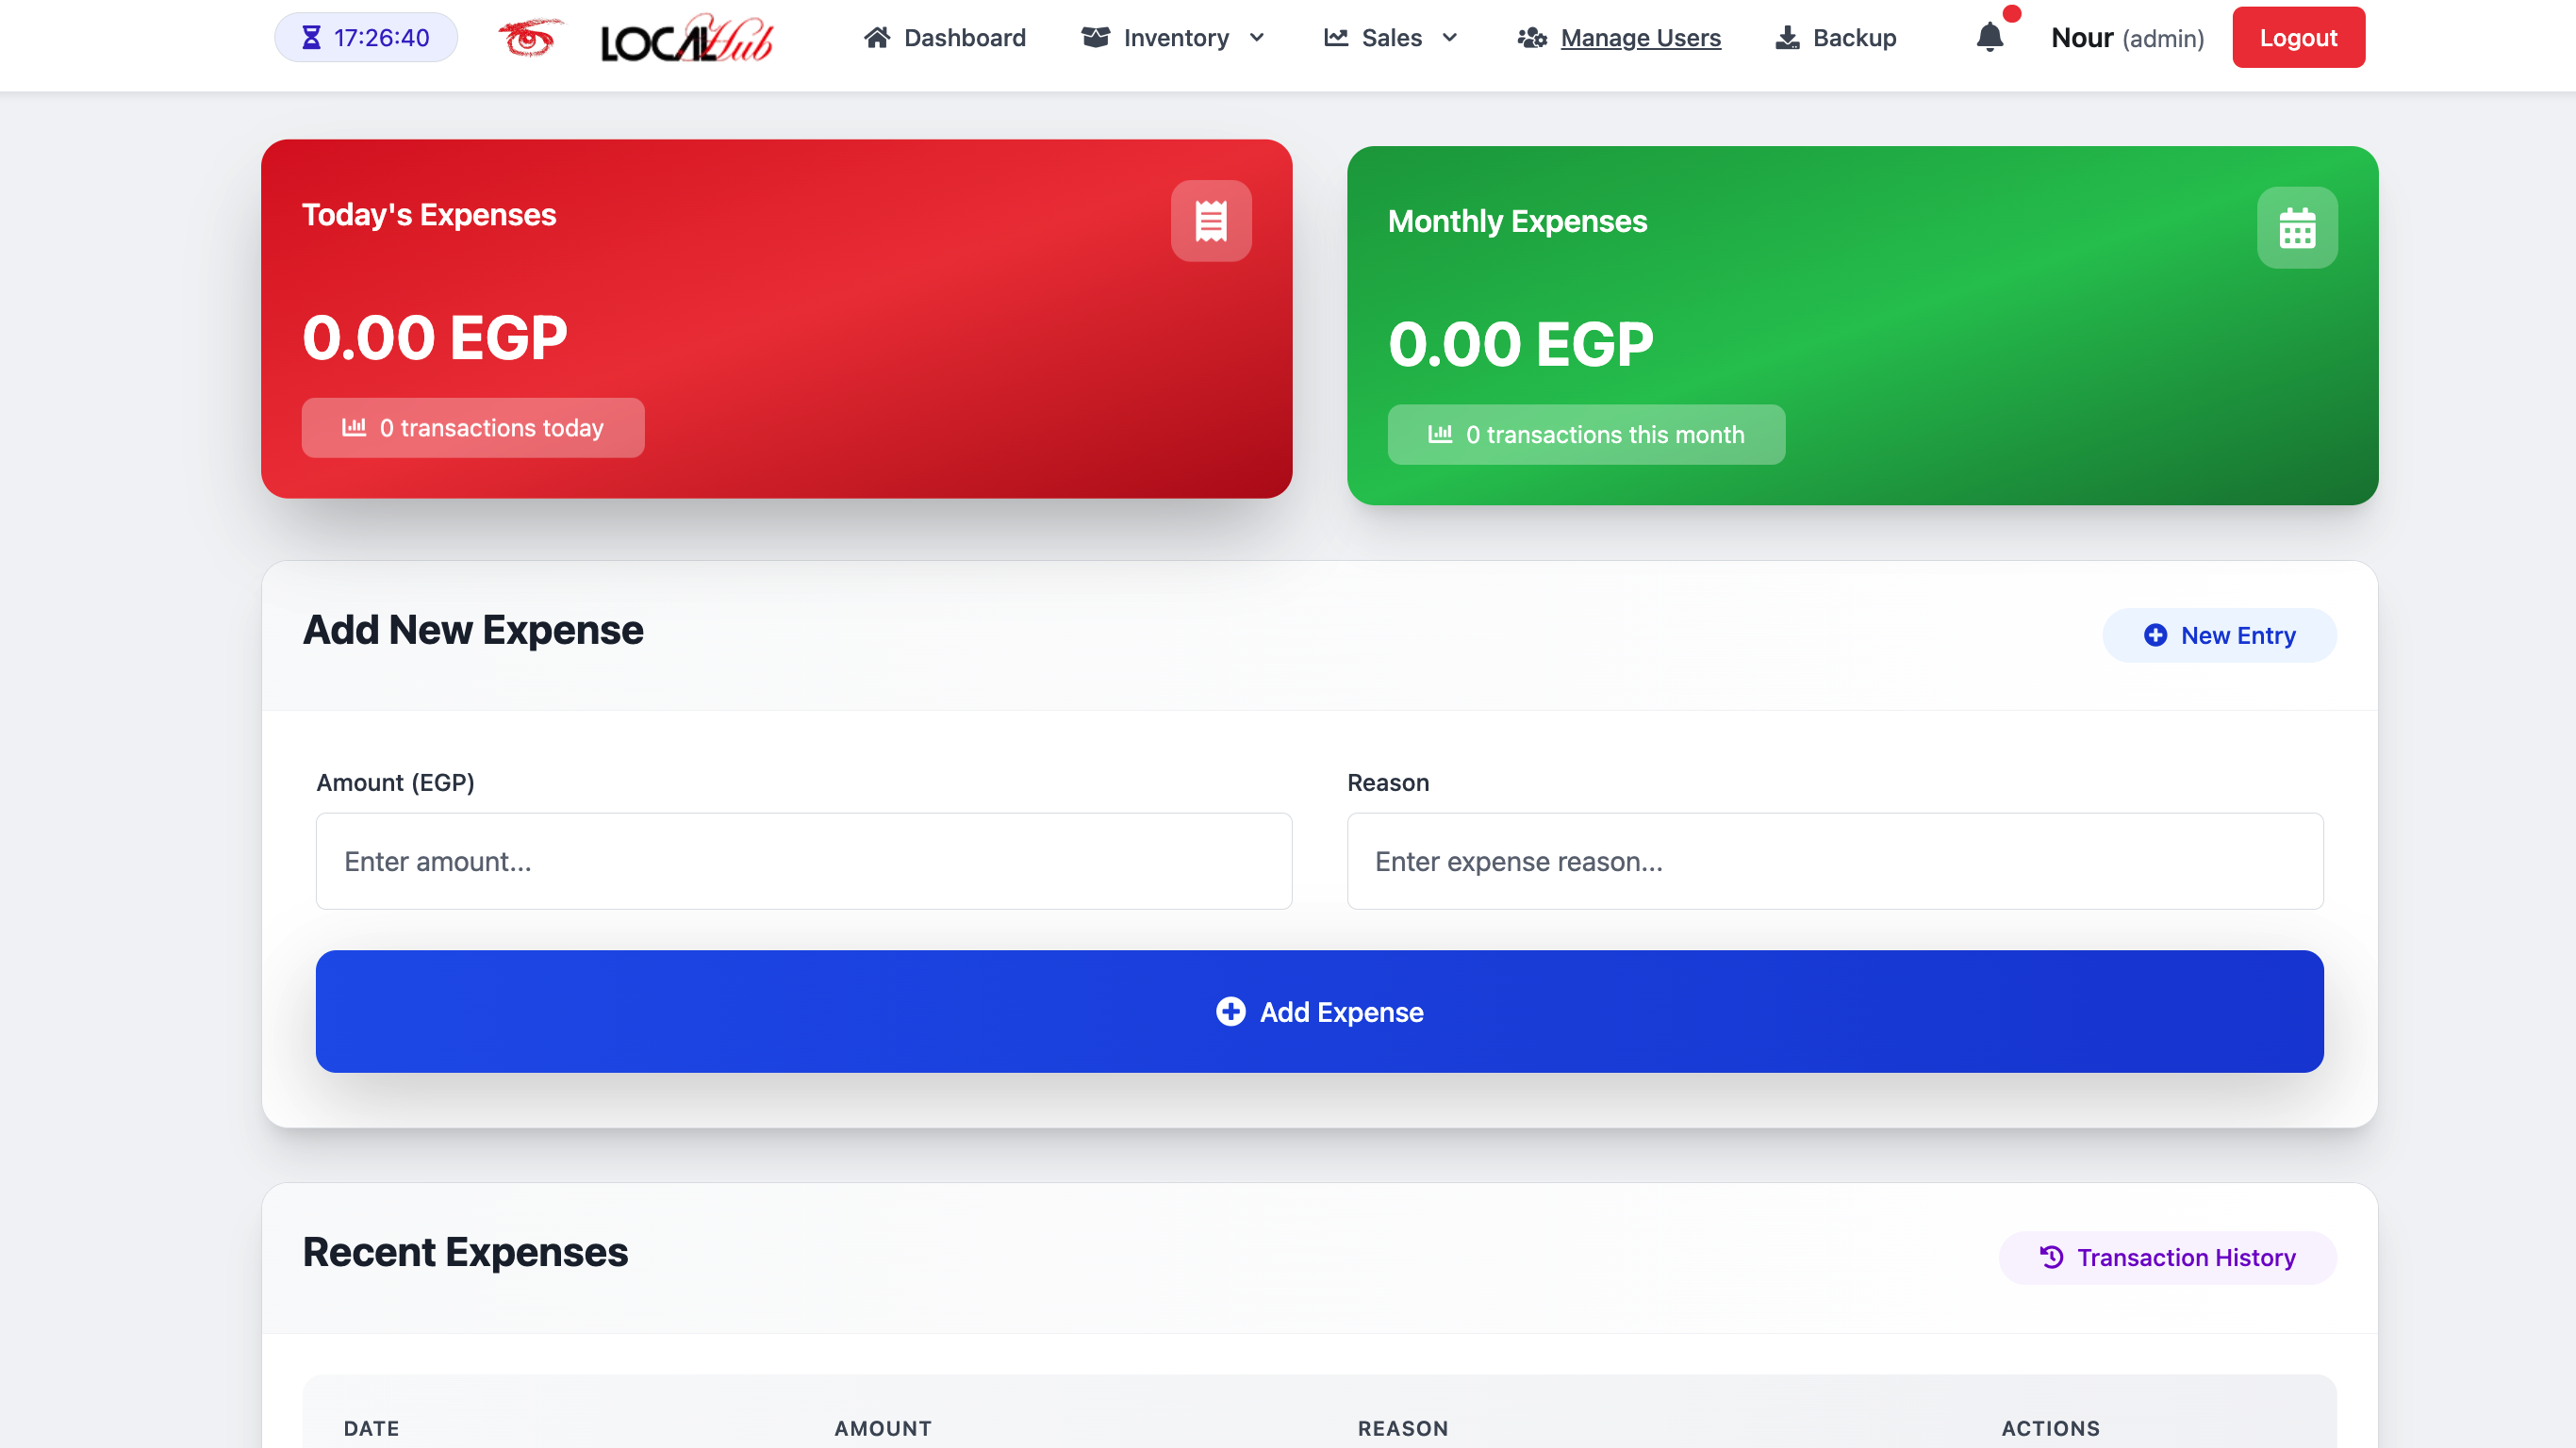 17:26:40
LOCALHub
Dashboard
Inventory
Sales
Manage Users
Backup
Nour (admin)
Logout
Today's Expenses
0.00 EGP
0 transactions today
Monthly Expenses
0.00 EGP
0 transactions this month
Add New Expense
New Entry
Amount (EGP)
Enter amount...
Reason
Enter expense reason...
Add Expense
Recent Expenses
Transaction History
DATE
AMOUNT
REASON
ACTIONS